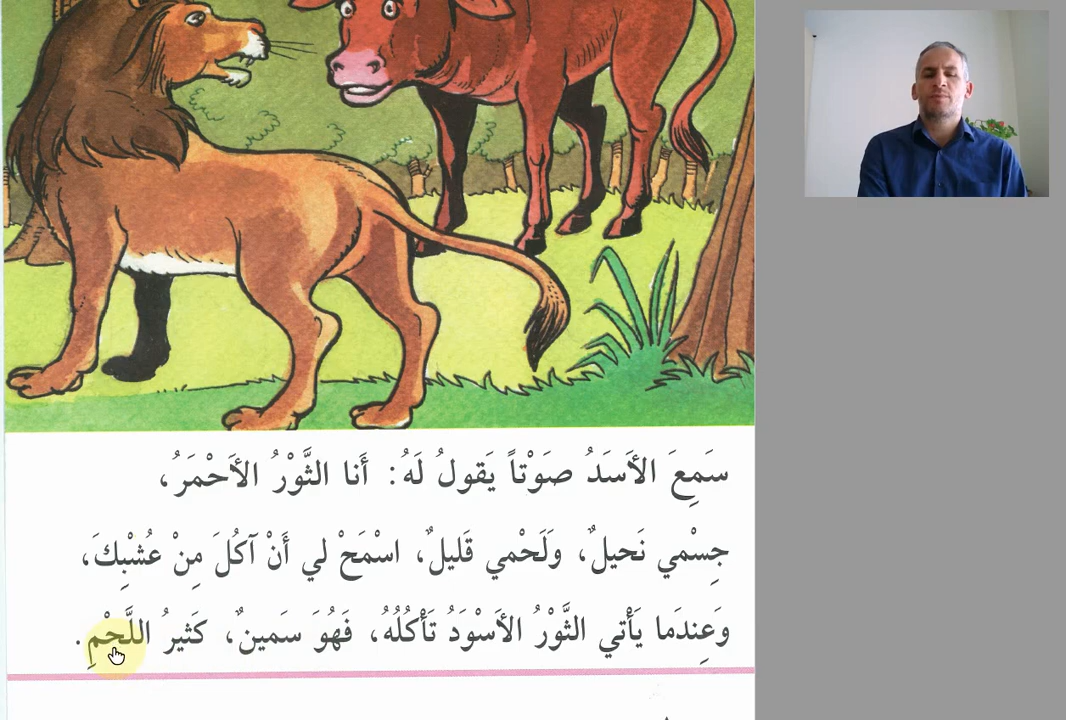 سَمِعَ الأَسَدُ صَوْتاً يَقولُ لَهُ: أَنا الثَّوْرُ الأَحْمَرُ،
جِسْمي نَحيلٌ، وَلَحْمي قَليلٌ، اسْمَحْ لي أَنْ آكُلَ مِنْ عُشْبِكَ،
وَعِندَما يَأْتي الثَّوْرُ الأَسْوَدُ تَأْكُلُهُ، فَهُوَ سَمينٌ، كَثيرُ اللَّحْمِ.